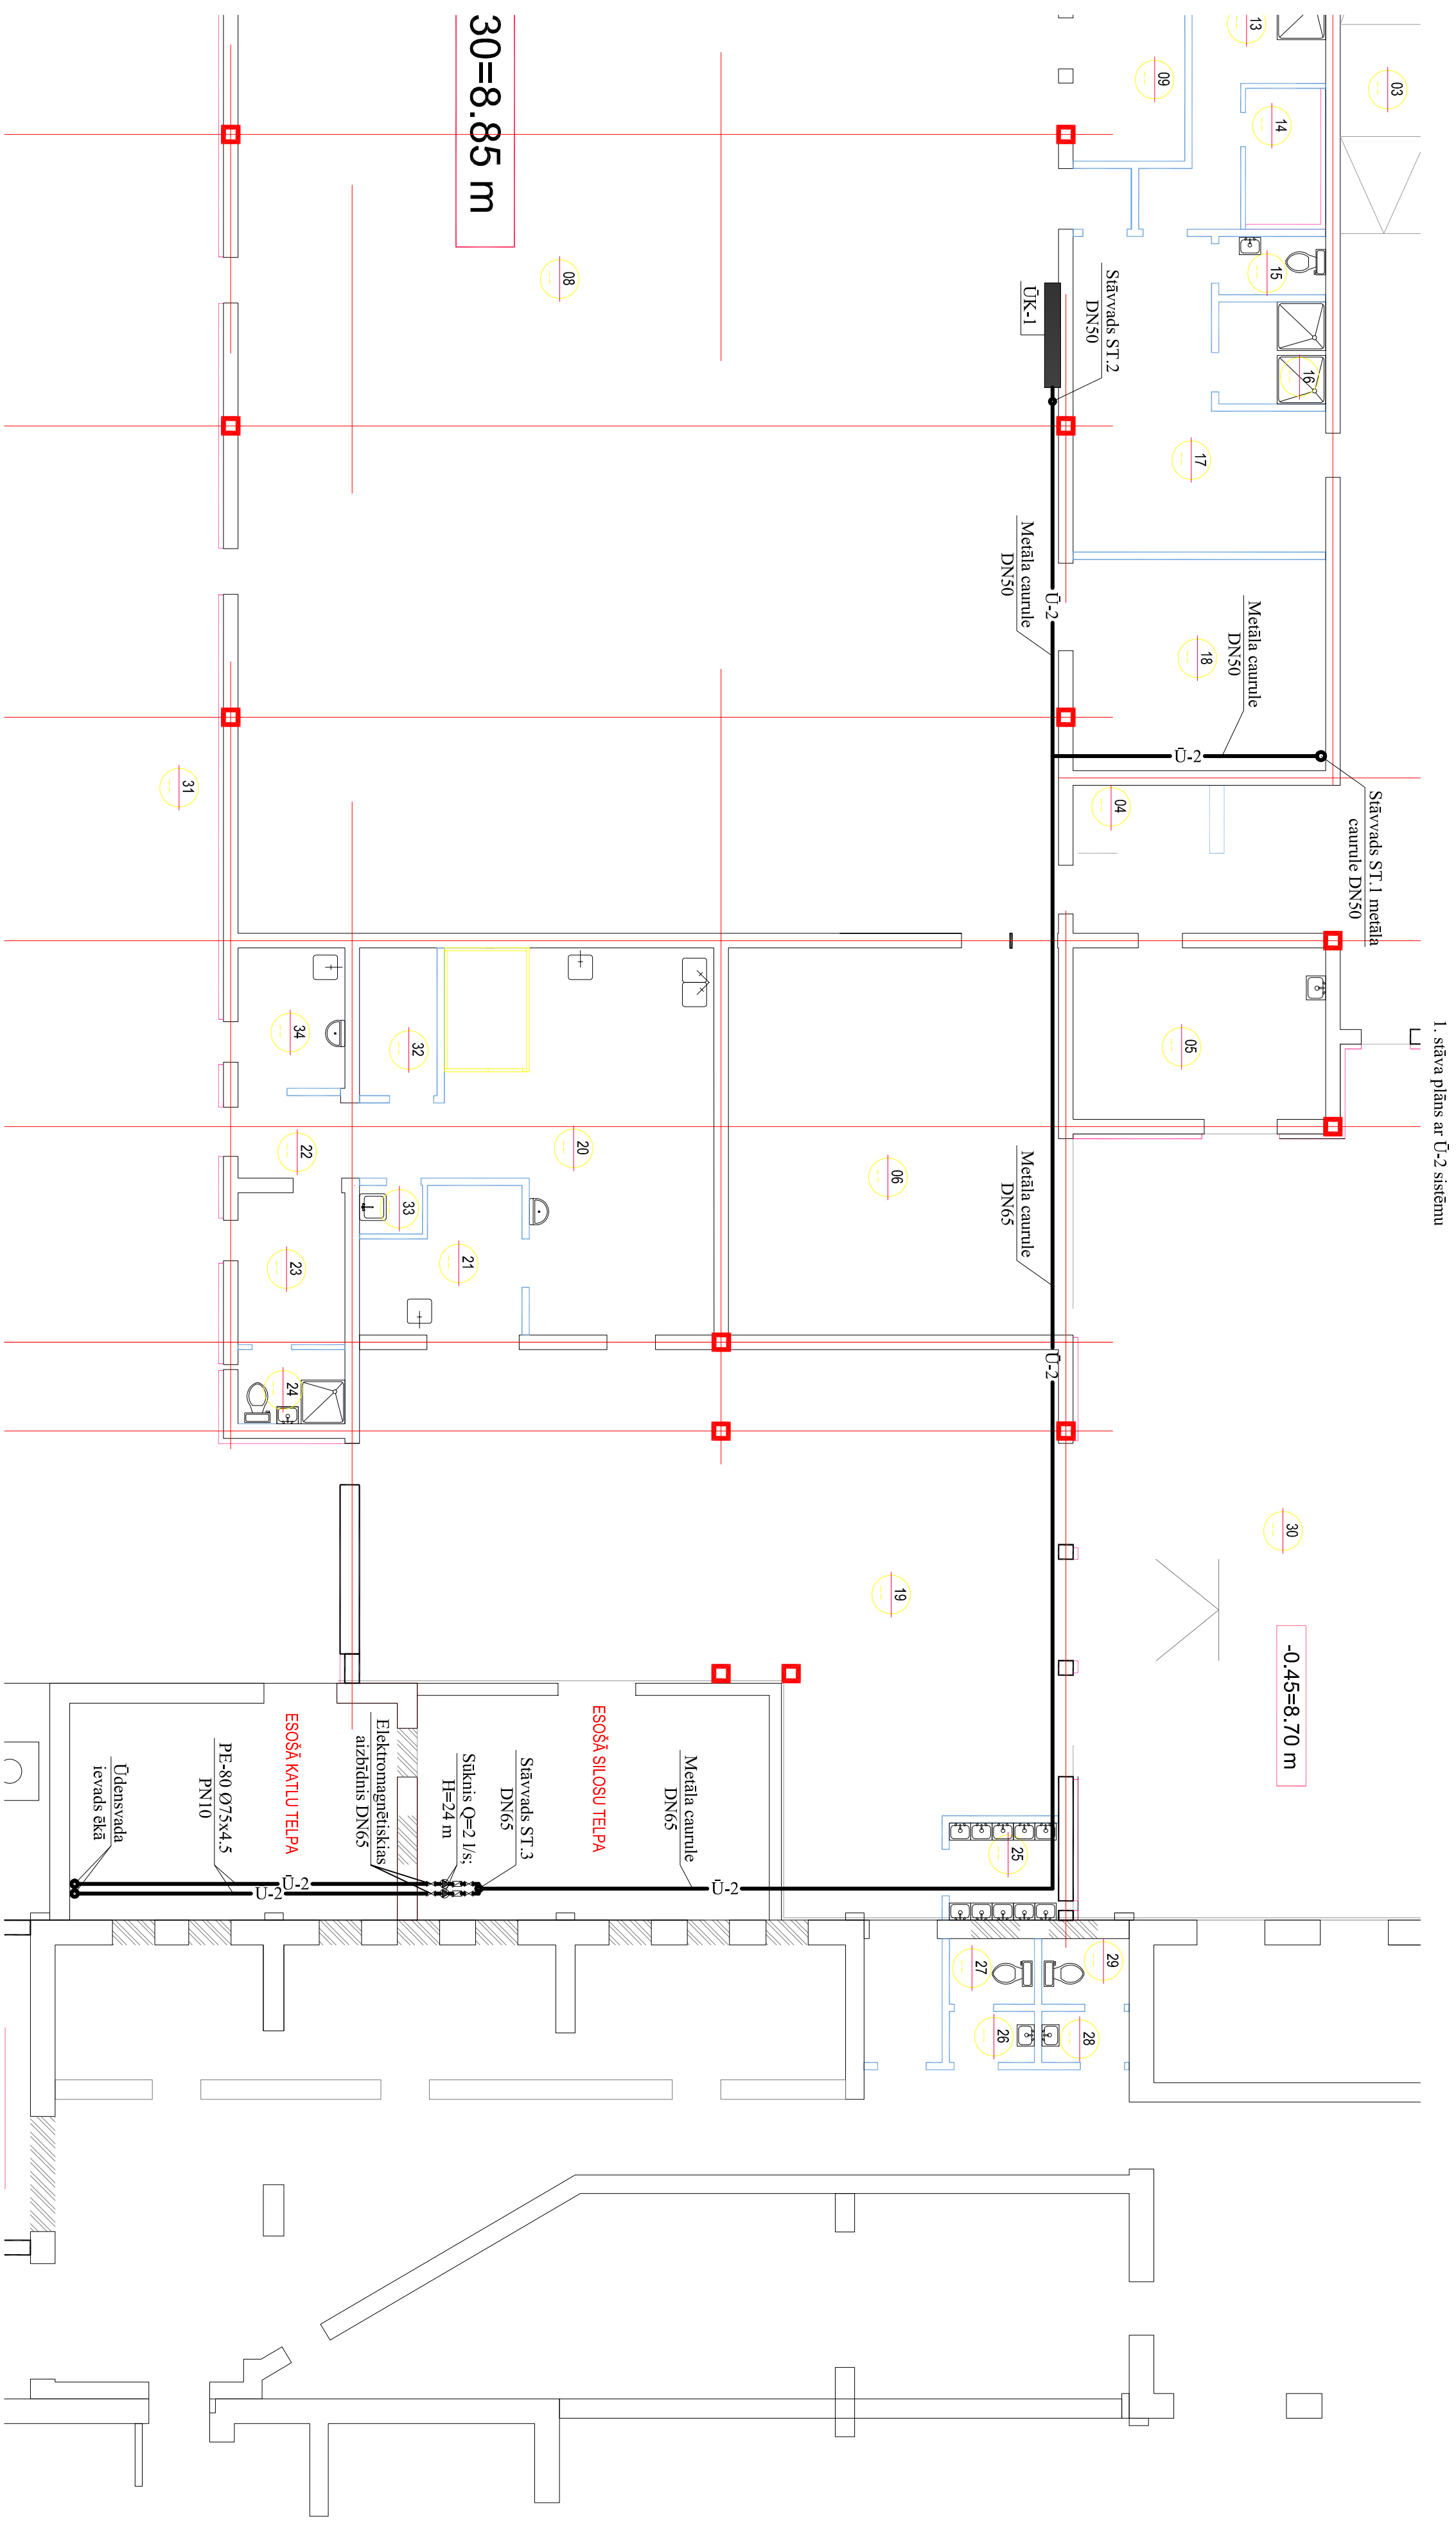 1. stāva plāns ar Ū-2 sistēmu
03
13
14
09
15
16
17
18
Stāvvads ST.2
DN50
ŪK-1
30=8.85 m
08
Metāla caurule
DN50
Ū-2
Metāla caurule
DN50
Ū-2
Stāvvads ST.1 metāla
caurule DN50
04
31
05
34
32
20
06
22
33
21
23
24
Metāla caurule
DN65
Ū-2
30
19
-0.45=8.70 m
25
Metāla caurule
DN65
ESOŠĀ SILOSU TELPA
Stāvvads ST.3
DN65
Sūknis Q=2 l/s;
H=24 m
Elektromagnētiskias
aizbīdnis DN65
ESOŠĀ KATLU TELPA
PE-80 Ø75x4.5
PN10
Ūdensvada
ievads ēkā
Ū-2
Ū-2
Ū-2
29
27
28
26